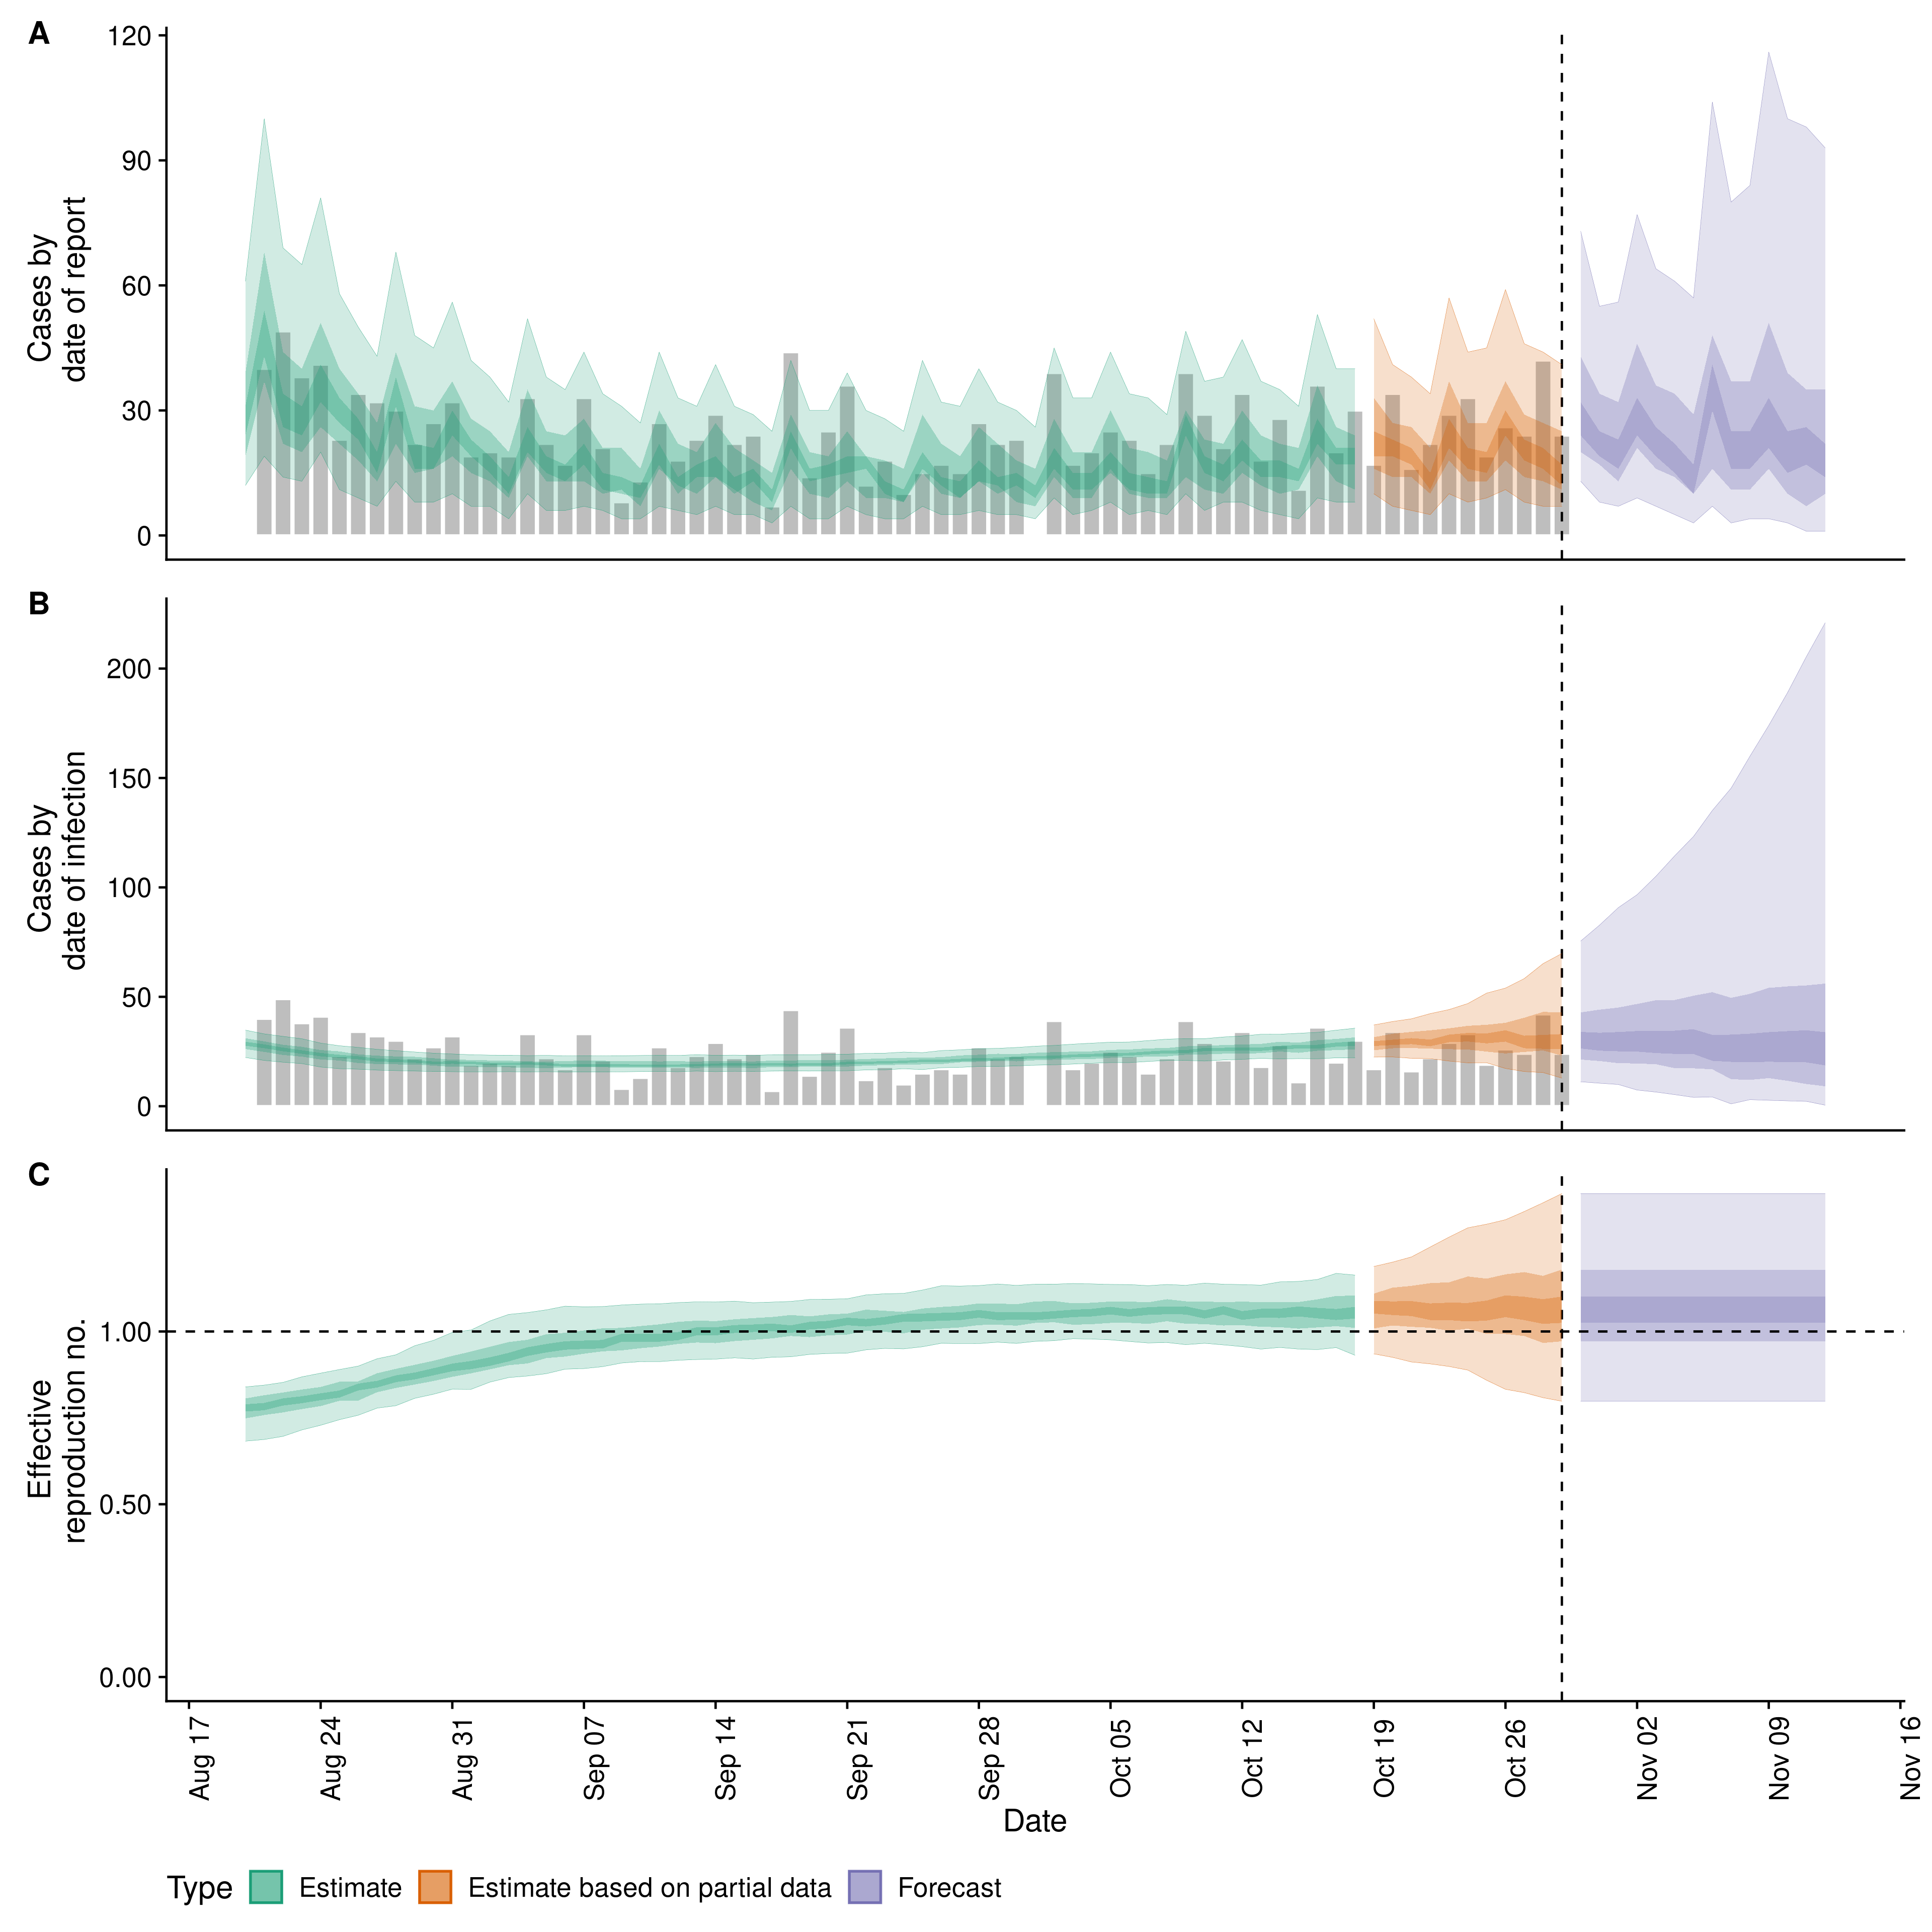 A
Cases by
date of report
120
90
60
30
0
B
Cases by
date of infection
200
150
100
50
0
C
Effective
reproduction no.
1.00
0.50
0.00
Aug 17
Aug 24
Aug 31
Sep 07
Sep 14
Sep 21
Sep 28
Oct 05
Oct 12
Oct 19
Oct 26
Nov 02
Nov 09
Nov 16
Date
Type Estimate Estimate based on partial data Forecast